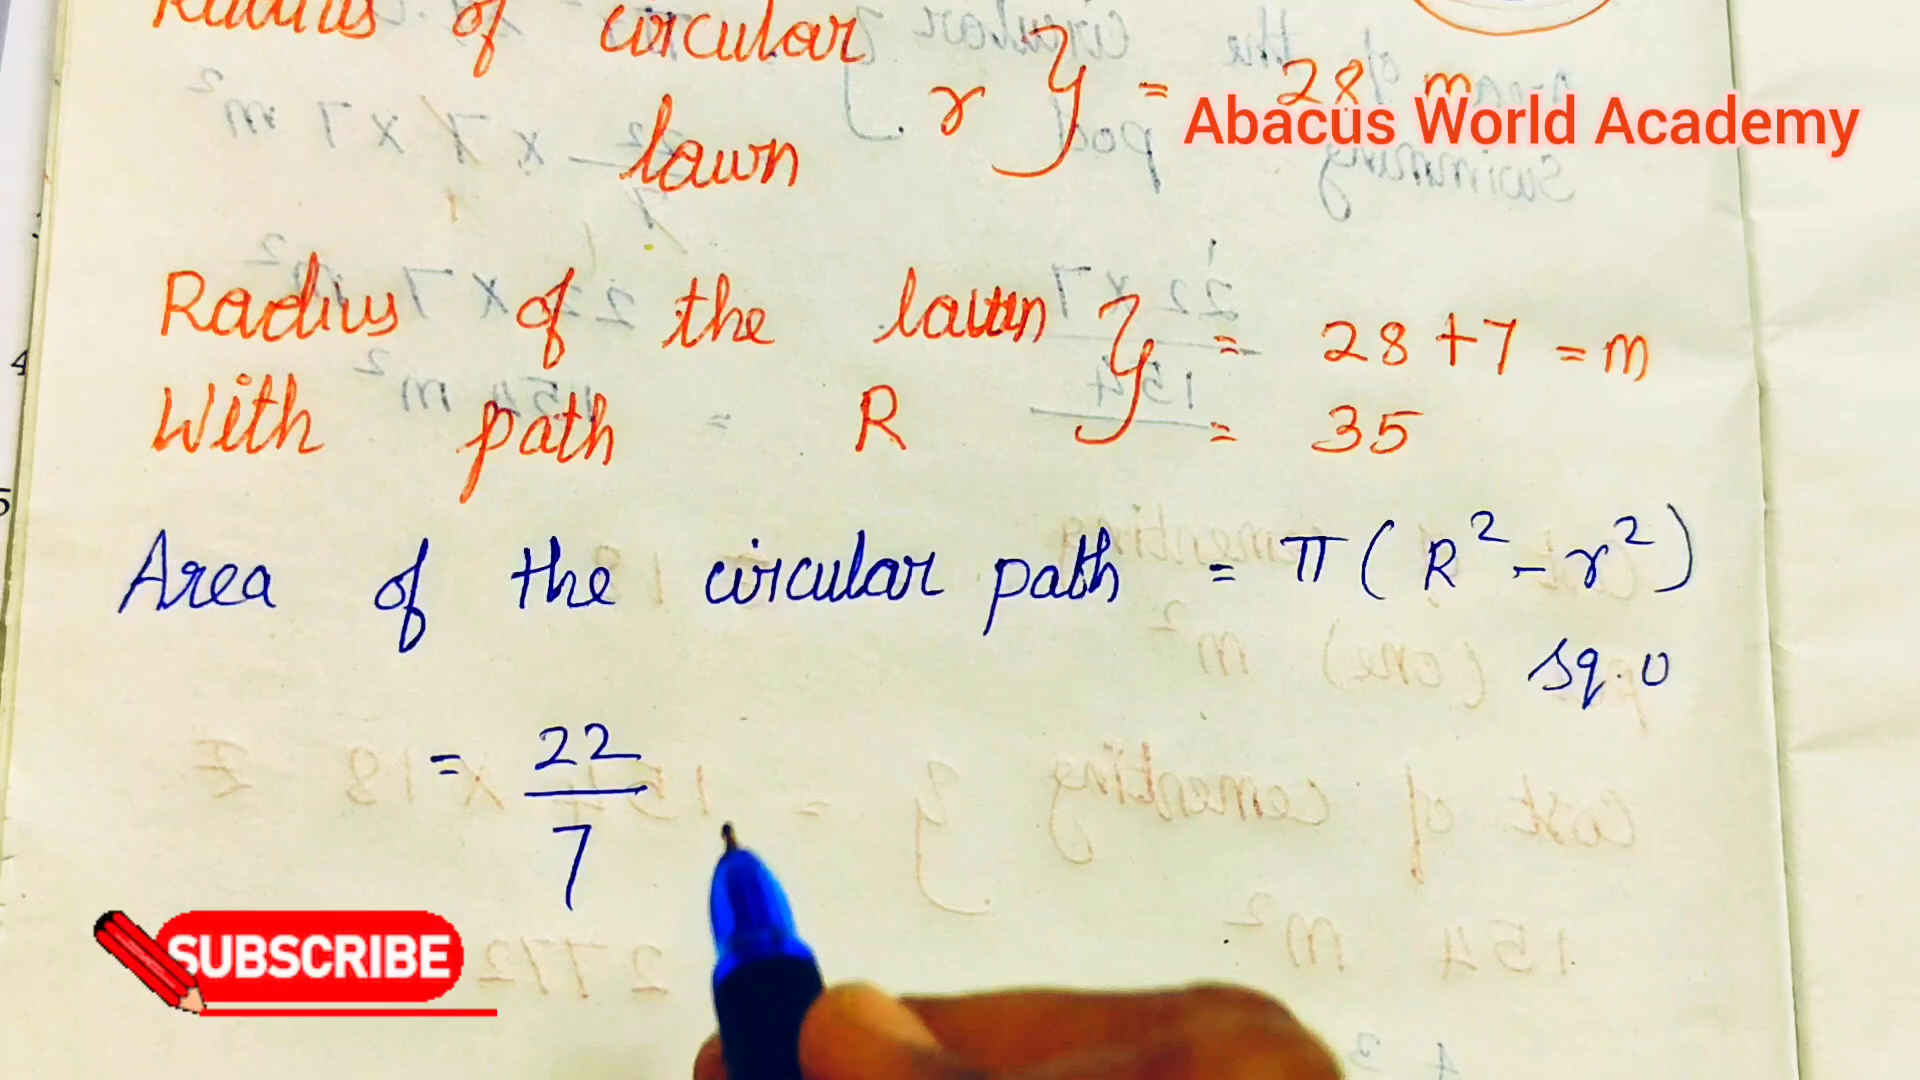 Radius of circular
lawn r } = 28 m
Abacus World Academy
Radius of the lawn } = 28 + 7 = m
With path R = 35
Area of the circular path = π ( R² - r² )
sq. u
= 22
7
SUBSCRIBE